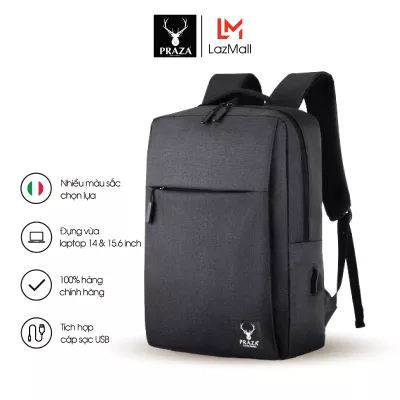 PRAZA
LM
LazMall
Nhiều màu sắc
chọn lựa
Đựng vừa
laptop 14 & 15.6 inch
100% hàng
chính hãng
Tích hợp
cáp sạc USB
PRAZA